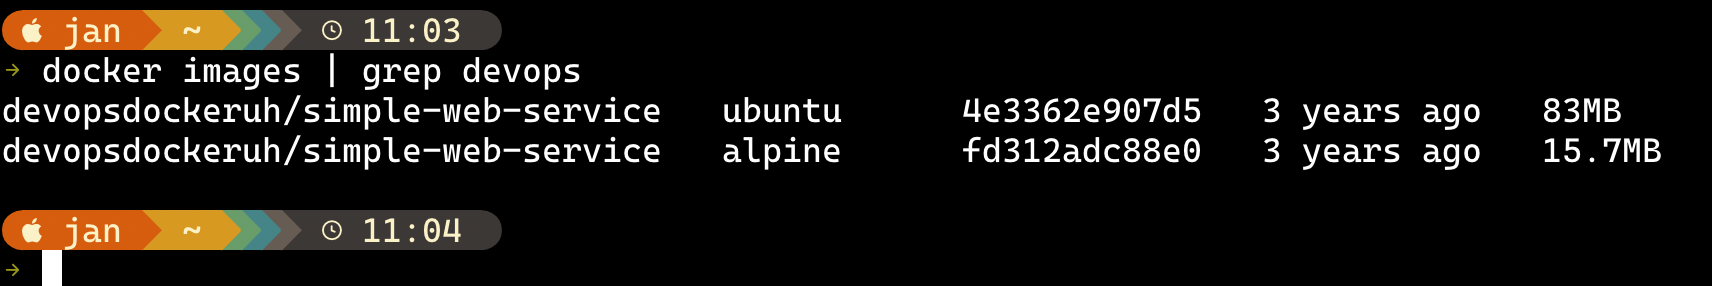 jan ~ 11:03
→ docker images | grep devops
devopsdockeruh/simple-web-service   ubuntu      4e3362e907d5   3 years ago   83MB
devopsdockeruh/simple-web-service   alpine      fd312adc88e0   3 years ago   15.7MB
jan ~ 11:04
→